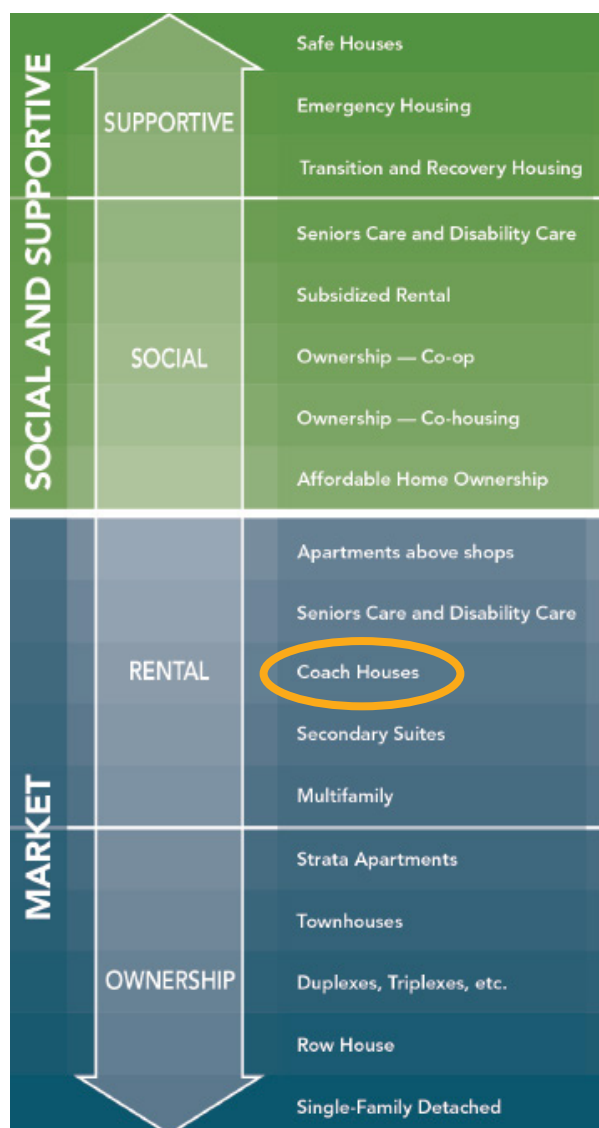 SOCIAL AND SUPPORTIVE
SUPPORTIVE
Safe Houses
Emergency Housing
Transition and Recovery Housing
SOCIAL
Seniors Care and Disability Care
Subsidized Rental
Ownership — Co-op
Ownership — Co-housing
Affordable Home Ownership
MARKET
RENTAL
Apartments above shops
Seniors Care and Disability Care
Coach Houses
Secondary Suites
Multifamily
OWNERSHIP
Strata Apartments
Townhouses
Duplexes, Triplexes, etc.
Row House
Single-Family Detached